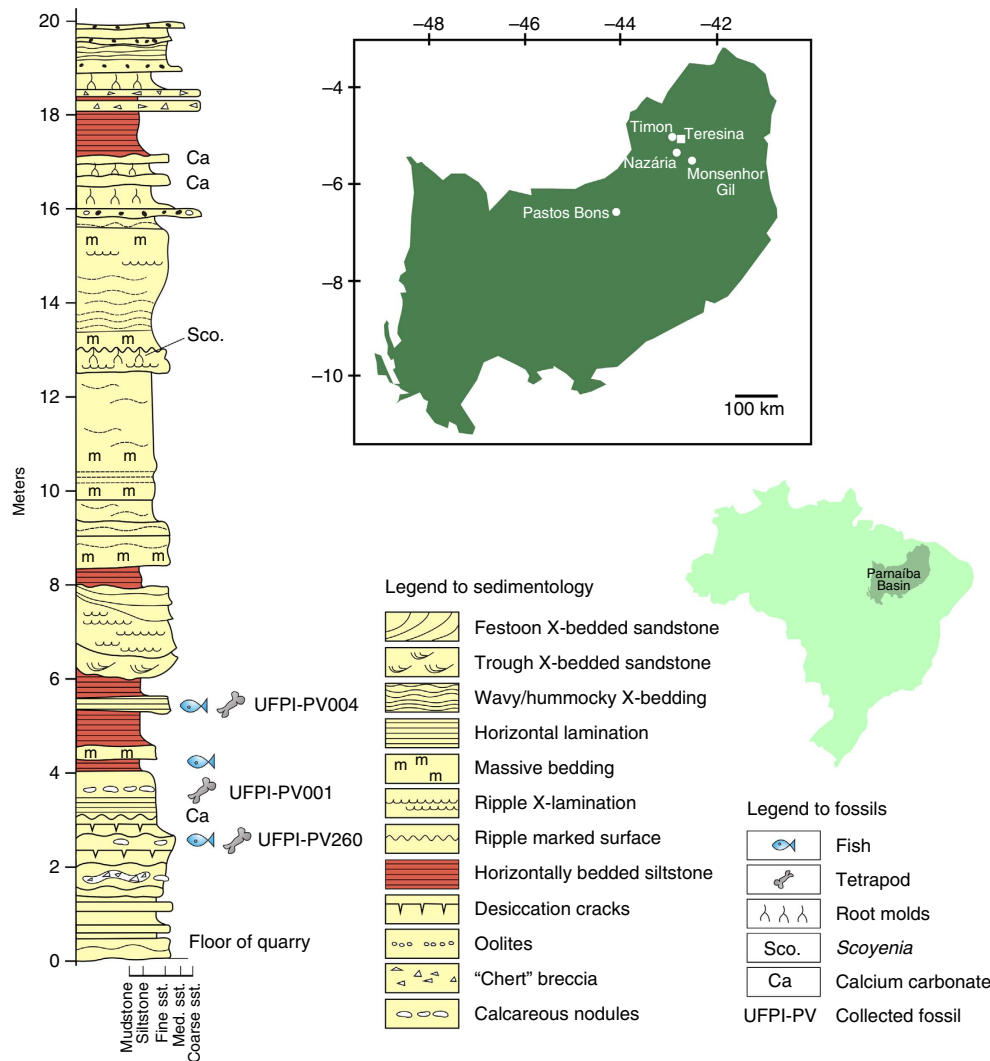 Meters
20
18
16
14
12
10
8
6
4
2
0
m m
m m
m m
m m
m m m
m m
Ca
Ca
Sco.
UFPI-PV004
UFPI-PV001
Ca
UFPI-PV260
Floor of quarry
Mudstone
Siltstone
Fine sst.
Med. sst.
Coarse sst.
−48 −46 −44 −42
−4
−6
−8
−10
Timon
Teresina
Nazária
Monsenhor
Gil
Pastos Bons
100 km
Parnaíba
Basin
Legend to sedimentology
Festoon X-bedded sandstone
Trough X-bedded sandstone
Wavy/hummocky X-bedding
Horizontal lamination
m m m Massive bedding
Ripple X-lamination
Ripple marked surface
Horizontally bedded siltstone
Desiccation cracks
Oolites
“Chert” breccia
Calcareous nodules
Legend to fossils
Fish
Tetrapod
Root molds
Sco. Scoyenia
Ca Calcium carbonate
UFPI-PV Collected fossil